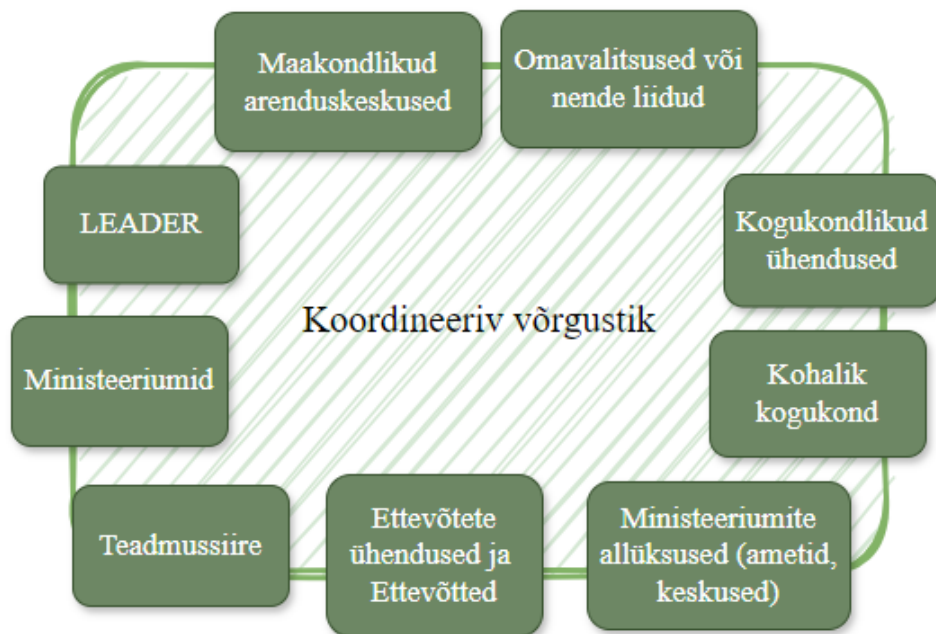 Maakondlikud
arenduskeskused
Omavalitsused või
nende liidud
LEADER
Kogukondlikud
ühendused
Koordineeriv võrgustik
Ministeeriumid
Kohalik
kogukond
Teadmussiire
Ettevõtete
ühendused ja
Ettevõtted
Ministeeriumite
allüksused (ametid,
keskused)